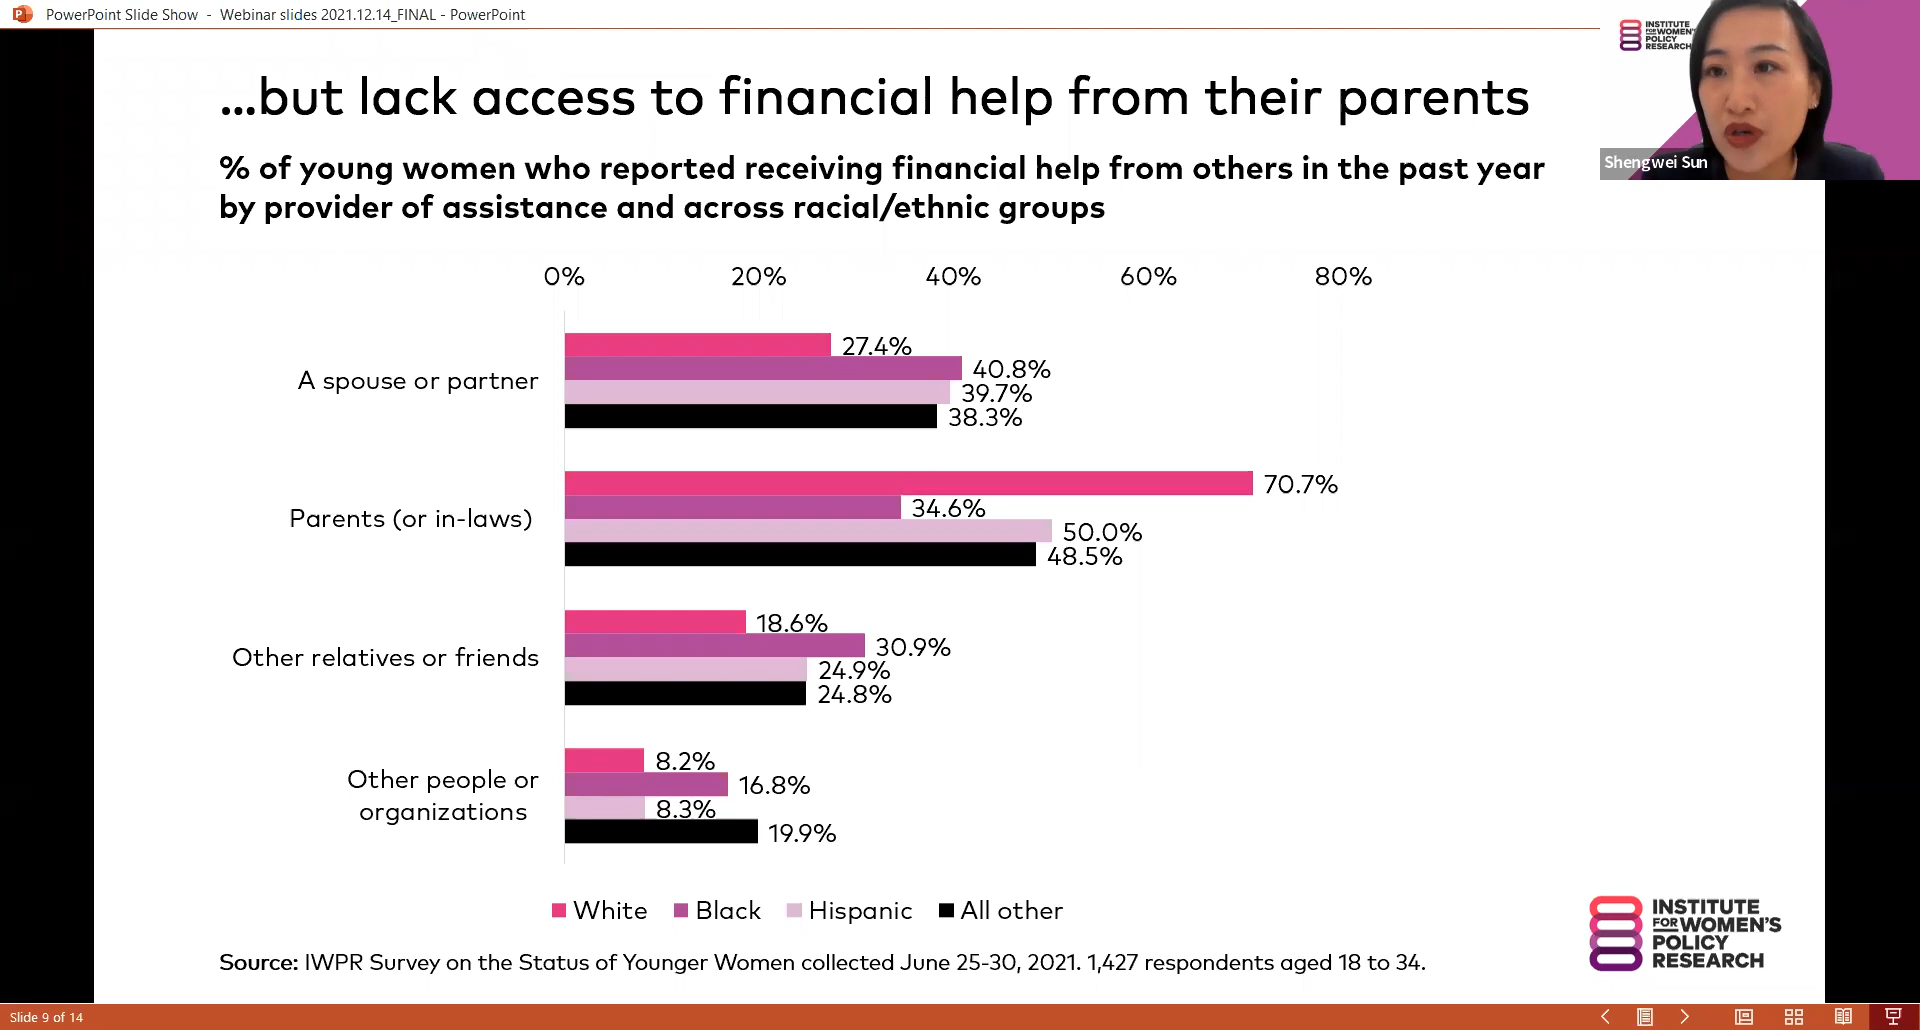 PowerPoint Slide Show - Webinar slides 2021.12.14_FINAL - PowerPoint
INSTITUTE
FOR WOMEN'S
POLICY
RESEARCH
Shengwei Sun
...but lack access to financial help from their parents
% of young women who reported receiving financial help from others in the past year
by provider of assistance and across racial/ethnic groups
0% 20% 40% 60% 80%
A spouse or partner
27.4%
40.8%
39.7%
38.3%
Parents (or in-laws)
70.7%
34.6%
50.0%
48.5%
Other relatives or friends
18.6%
30.9%
24.9%
24.8%
Other people or
organizations
8.2%
16.8%
8.3%
19.9%
White Black Hispanic All other
Source: IWPR Survey on the Status of Younger Women collected June 25-30, 2021. 1,427 respondents aged 18 to 34.
INSTITUTE
FOR WOMEN'S
POLICY
RESEARCH
Slide 9 of 14